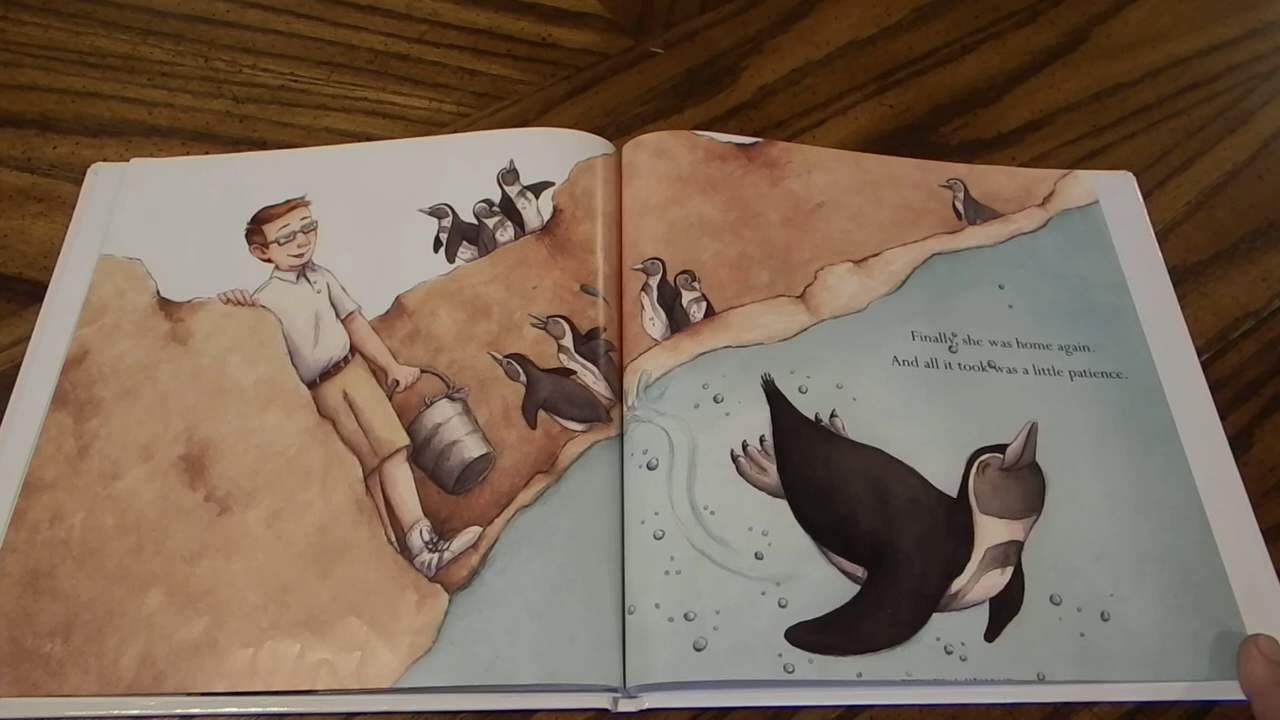 Finally, she was home again.
And all it took was a little patience.